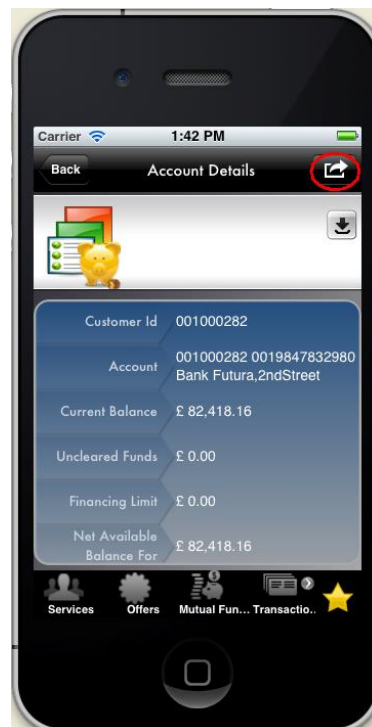 Carrier 1:42 PM
Back Account Details
Customer Id 001000282
Account 001000282 0019847832980
Bank Futura,2ndStreet
Current Balance £ 82,418.16
Uncleared Funds £ 0.00
Financing Limit £ 0.00
Net Available
Balance For £ 82,418.16
Services Offers Mutual Fun... Transactio..